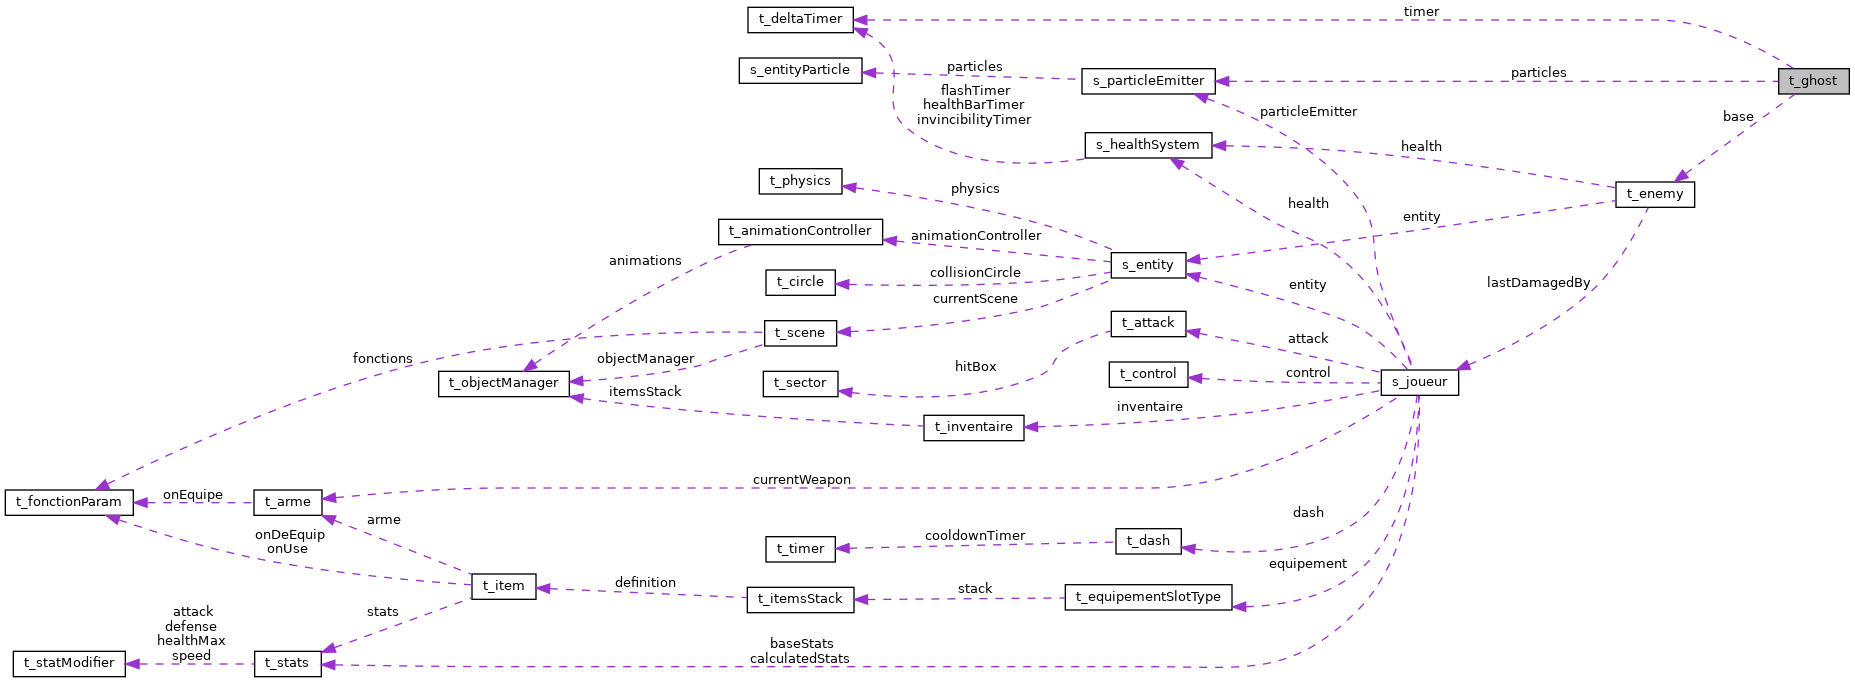 t_deltaTimer
timer
s_entityParticle
particles
s_particleEmitter
particles
t_ghost
flashTimer
healthBarTimer
invincibilityTimer
particleEmitter
base
s_healthSystem
health
t_physics
physics
health
t_enemy
t_animationController
animationController
entity
animations
s_entity
t_circle
collisionCircle
entity
lastDamagedBy
currentScene
t_scene
t_attack
attack
fonctions
objectManager
t_objectManager
itemsStack
t_sector
hitBox
t_control
control
s_joueur
t_inventaire
inventaire
currentWeapon
t_fonctionParam
onEquipe
t_arme
arme
onDeEquip
onUse
t_timer
cooldownTimer
t_dash
dash
equipement
t_item
definition
t_itemsStack
stack
t_equipementSlotType
stats
attack
defense
healthMax
speed
t_statModifier
t_stats
baseStats
calculatedStats